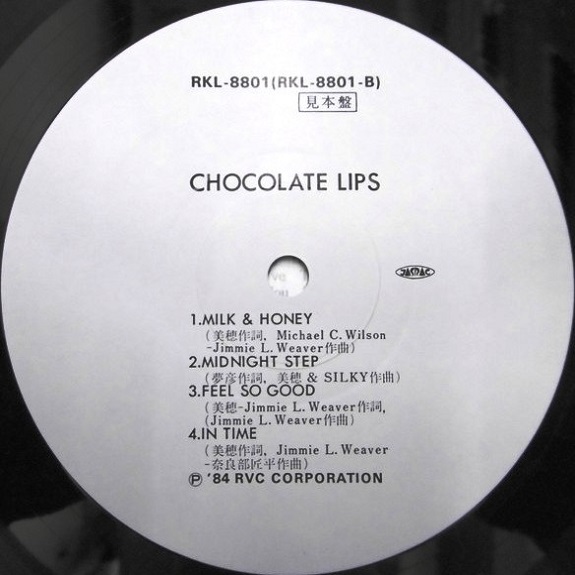 RKL-8801(RKL-8801-B)
見本盤
CHOCOLATE LIPS
JASRAC
1.MILK & HONEY
(美穂作詞, Michael C. Wilson
-Jimmie L. Weaver作曲)
2.MIDNIGHT STEP
(夢彦作詞, 美穂 & SILKY作曲)
3.FEEL SO GOOD
(美穂-Jimmie L. Weaver作詞,
(Jimmie L. Weaver作曲)
4.IN TIME
(美穂作詞, Jimmie L. Weaver
-奈良部匠平作曲)
Ⓟ '84 RVC CORPORATION